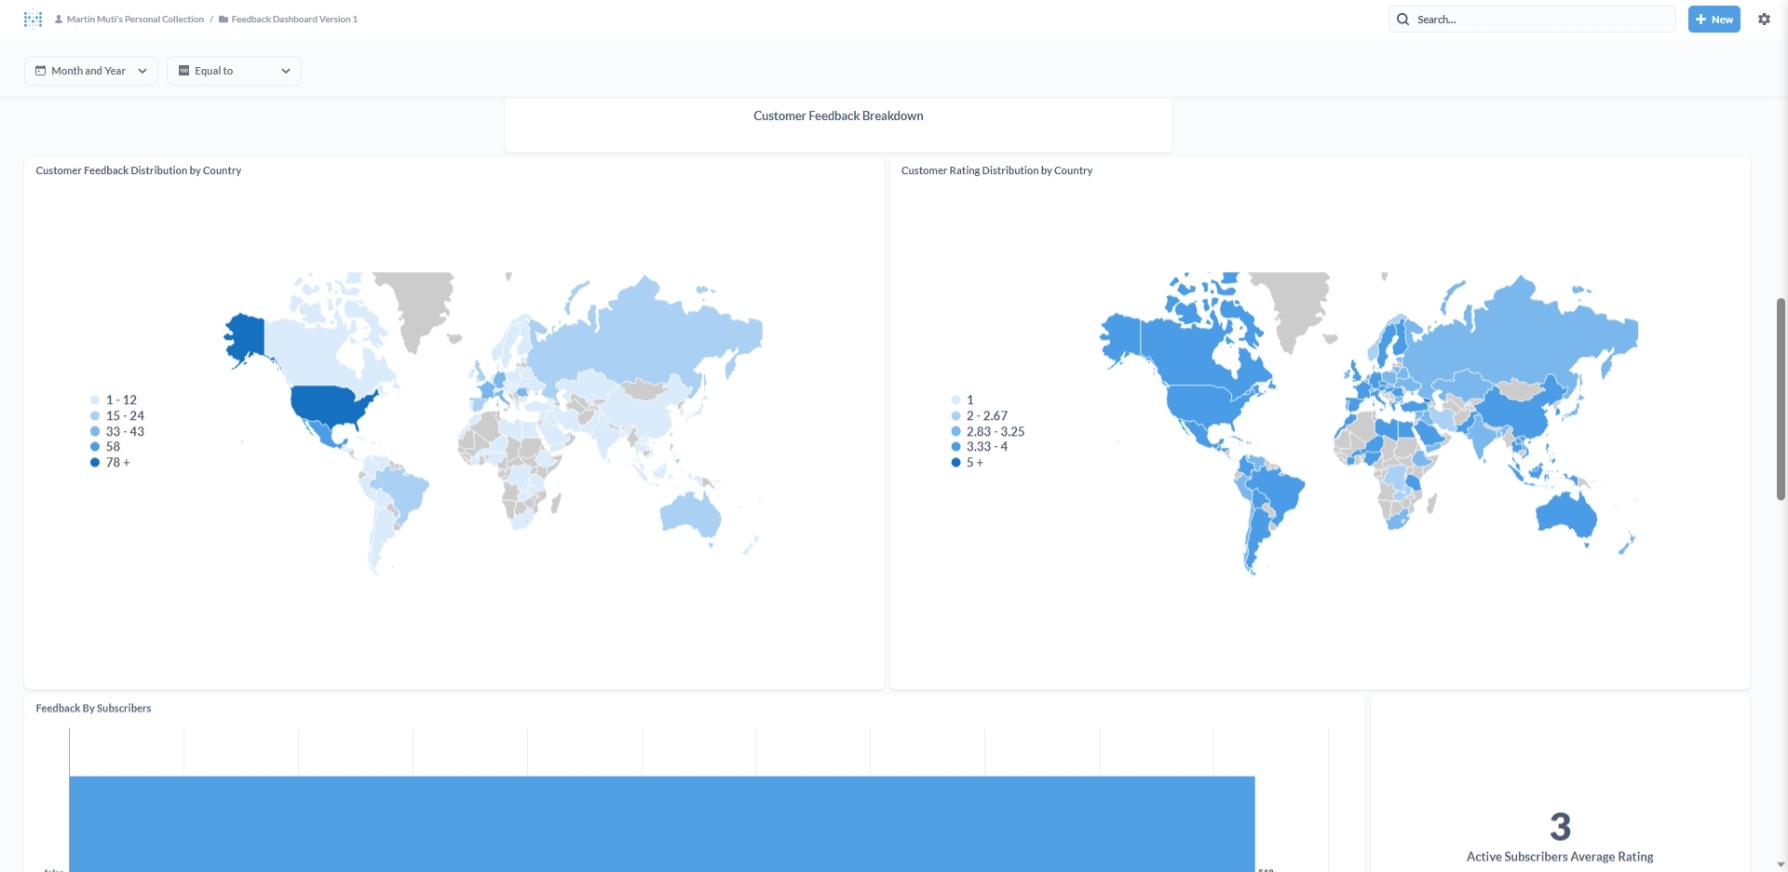 Martin Muti's Personal Collection / Feedback Dashboard Version 1
Search...
New
Month and Year
Equal to
Customer Feedback Breakdown
Customer Feedback Distribution by Country
1 - 12
15 - 24
33 - 43
58
78 +
Customer Rating Distribution by Country
1
2 - 2.67
2.83 - 3.25
3.33 - 4
5 +
Feedback By Subscribers
3
Active Subscribers Average Rating